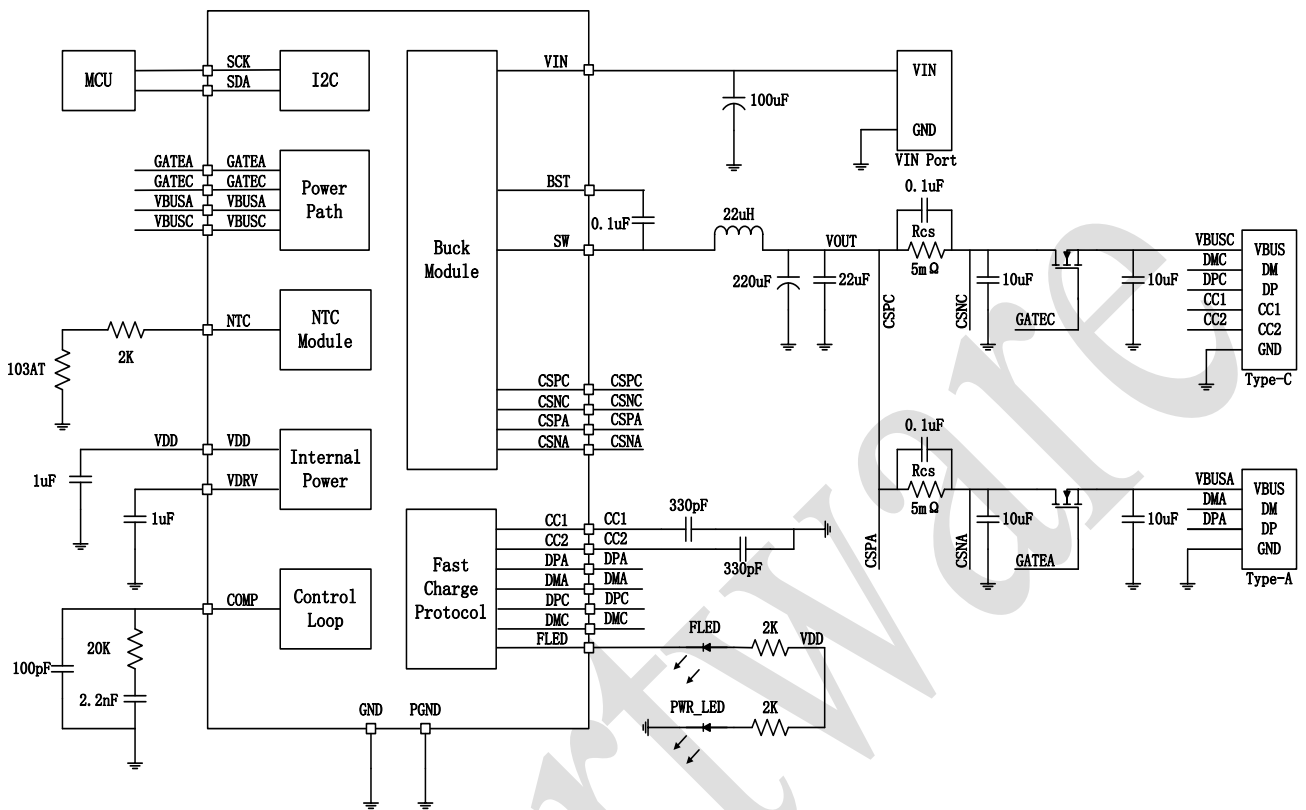 MCU
SCK
SDA
I2C
GATEA
GATEC
VBUSA
VBUSC
GATEA
GATEC
VBUSA
VBUSC
Power
Path
103AT
2K
NTC
NTC
Module
VDD
VDD
VDRV
1uF
1uF
Internal
Power
COMP
Control
Loop
100pF
20K
2.2nF
GND
PGND
Buck
Module
VIN
BST
SW
CSPC
CSNC
CSPA
CSNA
CSPC
CSNC
CSPA
CSNA
Fast
Charge
Protocol
CC1
CC2
DPA
DMA
DPC
DMC
FLED
CC1
CC2
DPA
DMA
DPC
DMC
330pF
330pF
FLED
2K
VDD
PWR_LED
2K
100uF
VIN
GND
VIN Port
0.1uF
22uH
220uF
22uF
VOUT
0.1uF
Rcs
5mΩ
CSPC
CSNC
10uF
GATEC
10uF
VBUSC
DMC
DPC
CC1
CC2
VBUS
DM
DP
CC1
CC2
GND
Type-C
0.1uF
Rcs
5mΩ
CSPA
CSNA
10uF
GATEA
10uF
VBUSA
DMA
DPA
VBUS
DM
DP
GND
Type-A
rtware